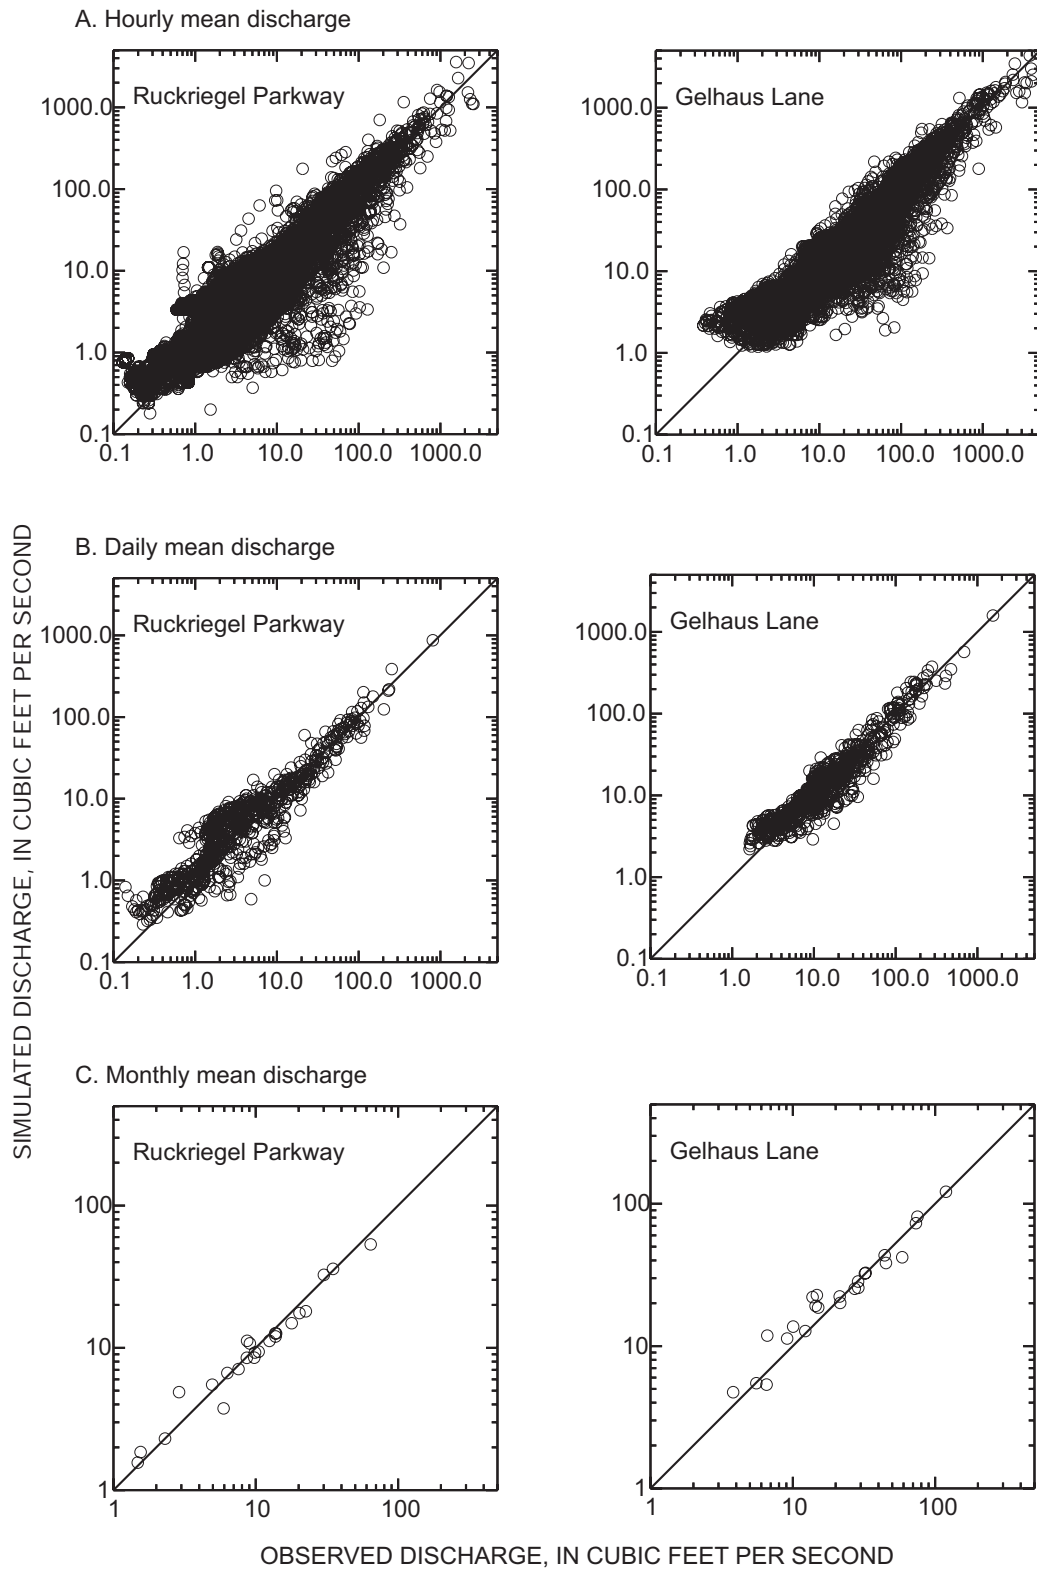 A. Hourly mean discharge
Ruckriegel Parkway
1000.0
100.0
10.0
1.0
0.1
0.1 1.0 10.0 100.0 1000.0
Gelhaus Lane
1000.0
100.0
10.0
1.0
0.1
0.1 1.0 10.0 100.0 1000.0
SIMULATED DISCHARGE, IN CUBIC FEET PER SECOND
B. Daily mean discharge
Ruckriegel Parkway
1000.0
100.0
10.0
1.0
0.1
0.1 1.0 10.0 100.0 1000.0
Gelhaus Lane
1000.0
100.0
10.0
1.0
0.1
0.1 1.0 10.0 100.0 1000.0
C. Monthly mean discharge
Ruckriegel Parkway
100
10
1
1 10 100
Gelhaus Lane
100
10
1
1 10 100
OBSERVED DISCHARGE, IN CUBIC FEET PER SECOND